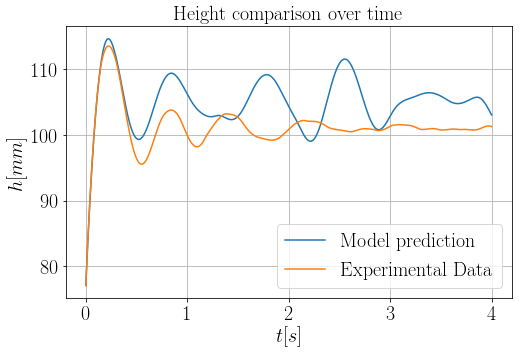 Height comparison over time
h[mm]
110
100
90
80
0 1 2 3 4
t[s]
Model prediction
Experimental Data